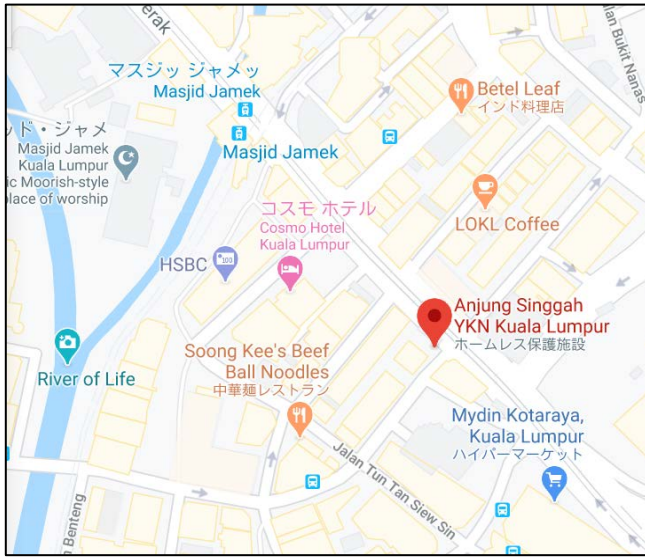 erak
alan Bukit Nanas
マスジッ ジャメッ
Masjid Jamek
Betel Leaf
インド料理店
ッド・ジャメ
Masjid Jamek
Kuala Lumpur
ic Moorish-style
place of worship
Masjid Jamek
コスモ ホテル
Cosmo Hotel
Kuala Lumpur
LOKL Coffee
HSBC
103
Anjung Singgah
YKN Kuala Lumpur
ホームレス保護施設
Soong Kee's Beef
Ball Noodles
中華麺レストラン
River of Life
Mydin Kotaraya,
Kuala Lumpur
ハイパーマーケット
Jalan Tun Tan Siew Sin
n Benteng